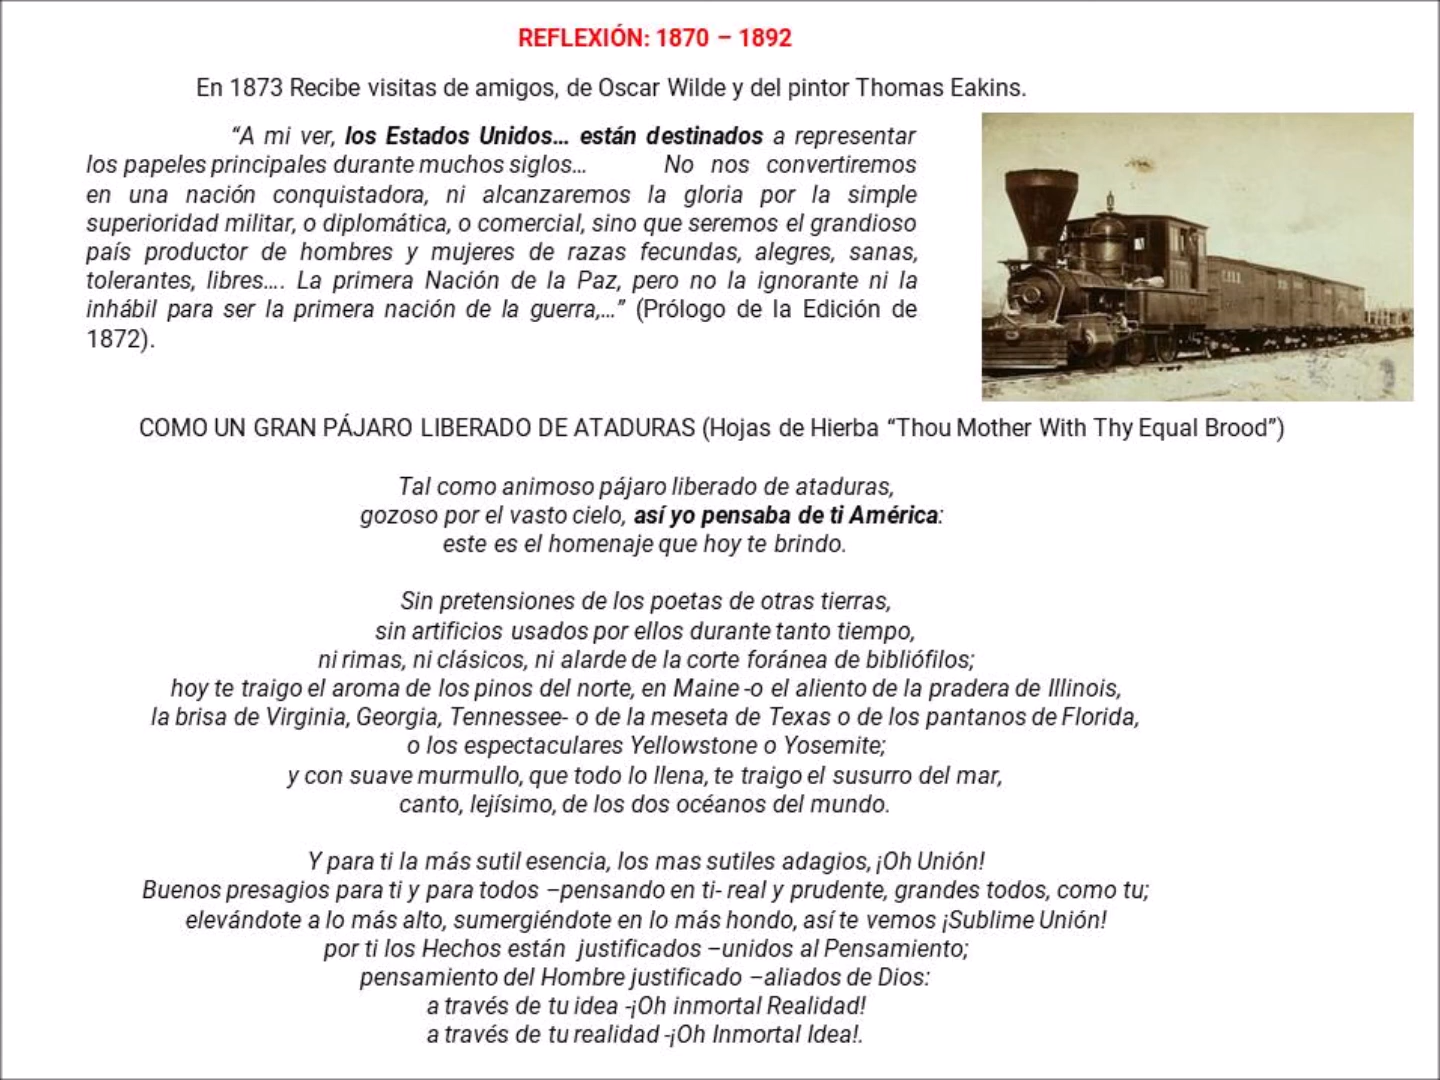 REFLEXIÓN: 1870 – 1892
En 1873 Recibe visitas de amigos, de Oscar Wilde y del pintor Thomas Eakins.
“A mi ver, los Estados Unidos... están destinados a representar
los papeles principales durante muchos siglos... No nos convertiremos
en una nación conquistadora, ni alcanzaremos la gloria por la simple
superioridad militar, o diplomática, o comercial, sino que seremos el grandioso
país productor de hombres y mujeres de razas fecundas, alegres, sanas,
tolerantes, libres.... La primera Nación de la Paz, pero no la ignorante ni la
inhábil para ser la primera nación de la guerra,...” (Prólogo de la Edición de
1872).
COMO UN GRAN PÁJARO LIBERADO DE ATADURAS (Hojas de Hierba “Thou Mother With Thy Equal Brood”)
Tal como animoso pájaro liberado de ataduras,
gozoso por el vasto cielo, así yo pensaba de ti América:
este es el homenaje que hoy te brindo.
Sin pretensiones de los poetas de otras tierras,
sin artificios usados por ellos durante tanto tiempo,
ni rimas, ni clásicos, ni alarde de la corte foránea de bibliófilos;
hoy te traigo el aroma de los pinos del norte, en Maine -o el aliento de la pradera de Illinois,
la brisa de Virginia, Georgia, Tennessee- o de la meseta de Texas o de los pantanos de Florida,
o los espectaculares Yellowstone o Yosemite;
y con suave murmullo, que todo lo llena, te traigo el susurro del mar,
canto, lejísimo, de los dos océanos del mundo.
Y para ti la más sutil esencia, los mas sutiles adagios, ¡Oh Unión!
Buenos presagios para ti y para todos –pensando en ti- real y prudente, grandes todos, como tu;
elevándote a lo más alto, sumergiéndote en lo más hondo, así te vemos ¡Sublime Unión!
por ti los Hechos están justificados –unidos al Pensamiento;
pensamiento del Hombre justificado –aliados de Dios:
a través de tu idea -¡Oh inmortal Realidad!
a través de tu realidad -¡Oh Inmortal Idea!.